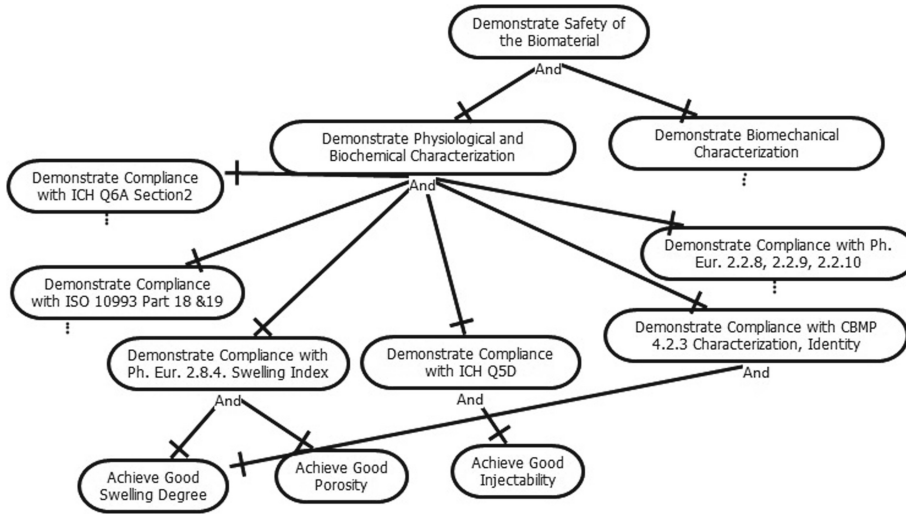 Demonstrate Safety of
the Biomaterial
And
Demonstrate Physiological and
Biochemical Characterization
Demonstrate Biomechanical
Characterization
And
Demonstrate Compliance
with ICH Q6A Section2
Demonstrate Compliance with Ph.
Eur. 2.2.8, 2.2.9, 2.2.10
Demonstrate Compliance
with ISO 10993 Part 18 &19
Demonstrate Compliance with CBMP
4.2.3 Characterization, Identity
And
Demonstrate Compliance with
Ph. Eur. 2.8.4. Swelling Index
And
Demonstrate Compliance
with ICH Q5D
And
Achieve Good
Swelling Degree
Achieve Good
Porosity
Achieve Good
Injectability